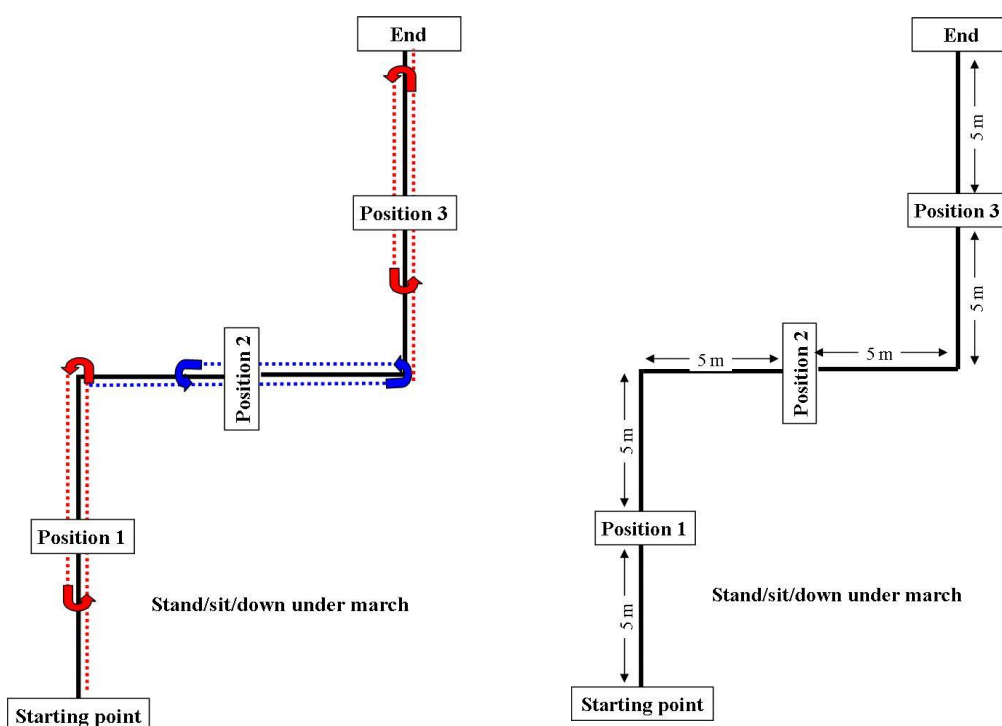 End
Position 3
Position 2
Position 1
Stand/sit/down under march
Starting point
End
5 m
Position 3
5 m
5 m
Position 2
5 m
5 m
Position 1
5 m
Stand/sit/down under march
Starting point